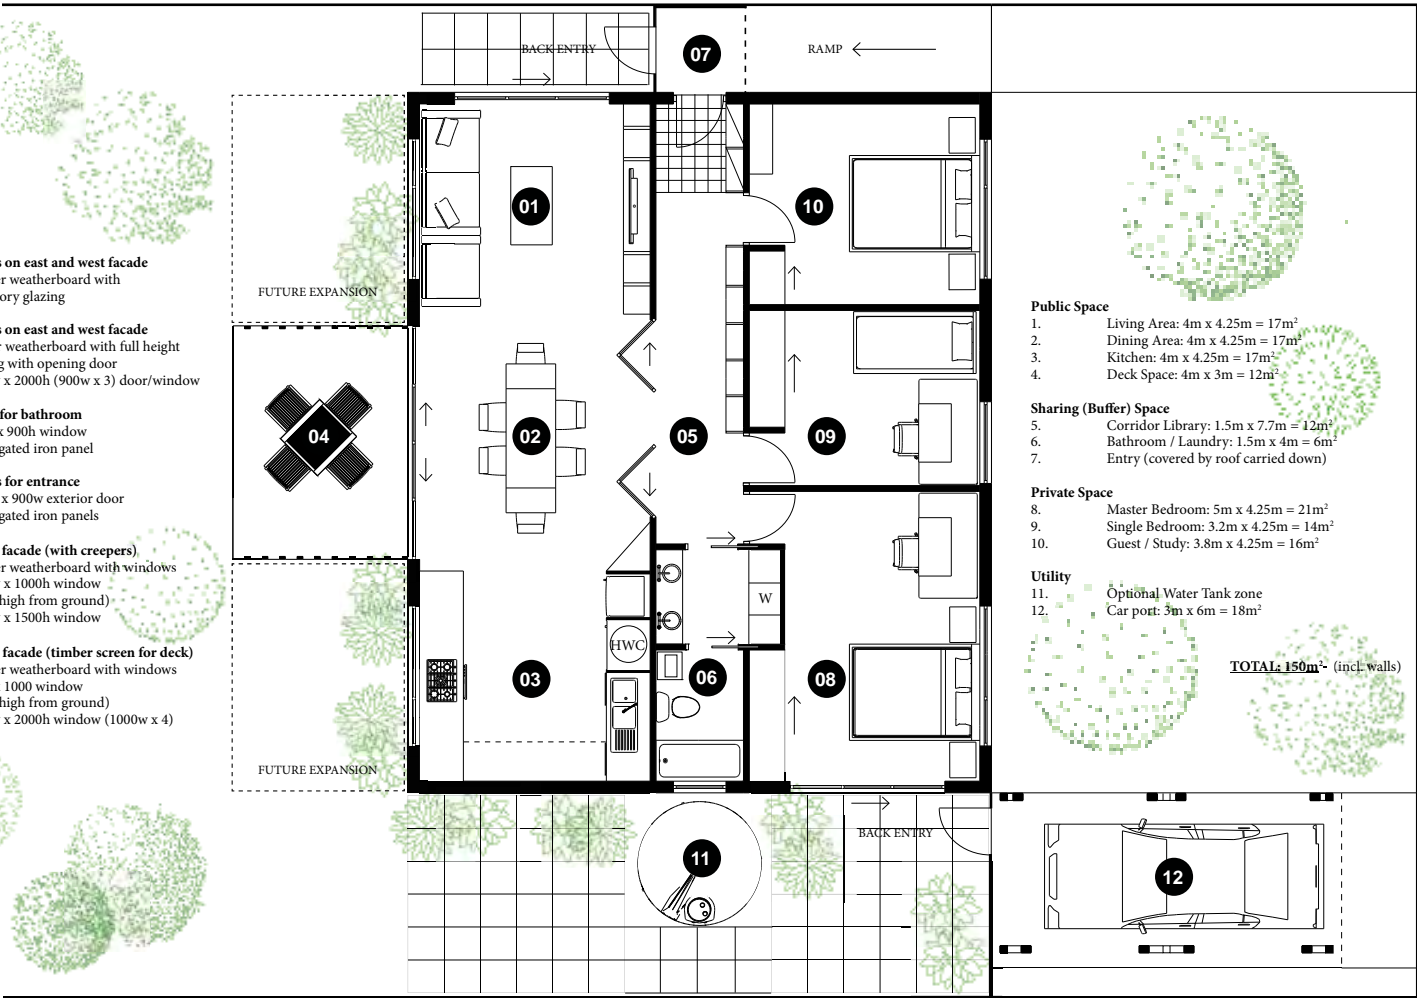 BACK ENTRY
07
RAMP
01
10
FUTURE EXPANSION
s on east and west facade
er weatherboard with
ory glazing
s on east and west facade
r weatherboard with full height
g with opening door
x 2000h (900w x 3) door/window
for bathroom
x 900h window
gated iron panel
s for entrance
x 900w exterior door
gated iron panels
facade (with creepers)
er weatherboard with windows
x 1000h window
high from ground)
x 1500h window
facade (timber screen for deck)
er weatherboard with windows
1000 window
high from ground)
x 2000h window (1000w x 4)
04
02
05
09
W
HWC
03
06
08
FUTURE EXPANSION
11
BACK ENTRY
12
Public Space
1. Living Area: 4m x 4.25m = 17m²
2. Dining Area: 4m x 4.25m = 17m²
3. Kitchen: 4m x 4.25m = 17m²
4. Deck Space: 4m x 3m = 12m²
Sharing (Buffer) Space
5. Corridor Library: 1.5m x 7.7m = 12m²
6. Bathroom / Laundry: 1.5m x 4m = 6m²
7. Entry (covered by roof carried down)
Private Space
8. Master Bedroom: 5m x 4.25m = 21m²
9. Single Bedroom: 3.2m x 4.25m = 14m²
10. Guest / Study: 3.8m x 4.25m = 16m²
Utility
11. Optional Water Tank zone
12. Car port: 3m x 6m = 18m²
TOTAL: 150m²- (incl. walls)